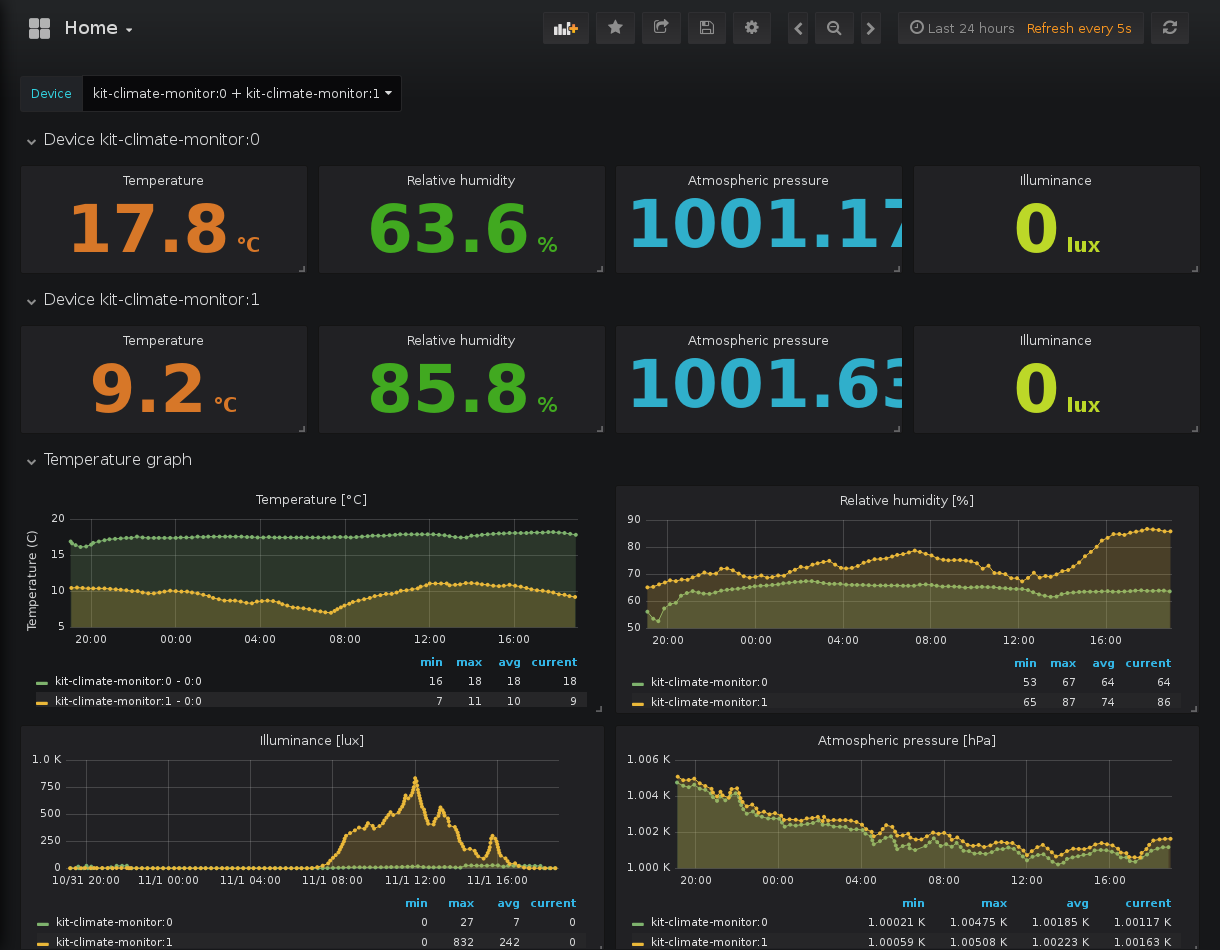 Home
Last 24 hours Refresh every 5s
Device kit-climate-monitor:0 + kit-climate-monitor:1
Device kit-climate-monitor:0
Temperature Relative humidity Atmospheric pressure Illuminance
17.8 °C 63.6 % 1001.17 0 lux
Device kit-climate-monitor:1
Temperature Relative humidity Atmospheric pressure Illuminance
9.2 °C 85.8 % 1001.63 0 lux
Temperature graph
Temperature [°C]
Temperature (C)
20
15
10
5
20:00 00:00 04:00 08:00 12:00 16:00
min max avg current
kit-climate-monitor:0 - 0:0 16 18 18 18
kit-climate-monitor:1 - 0:0 7 11 10 9
Relative humidity [%]
90
80
70
60
50
20:00 00:00 04:00 08:00 12:00 16:00
min max avg current
kit-climate-monitor:0 53 67 64 64
kit-climate-monitor:1 65 87 74 86
Illuminance [lux]
1.0 K
750
500
250
0
10/31 20:00 11/1 00:00 11/1 04:00 11/1 08:00 11/1 12:00 11/1 16:00
min max avg current
kit-climate-monitor:0 0 27 7 0
kit-climate-monitor:1 0 832 242 0
Atmospheric pressure [hPa]
1.006 K
1.004 K
1.002 K
1.000 K
20:00 00:00 04:00 08:00 12:00 16:00
min max avg current
kit-climate-monitor:0 1.00021 K 1.00475 K 1.00185 K 1.00117 K
kit-climate-monitor:1 1.00059 K 1.00508 K 1.00223 K 1.00163 K